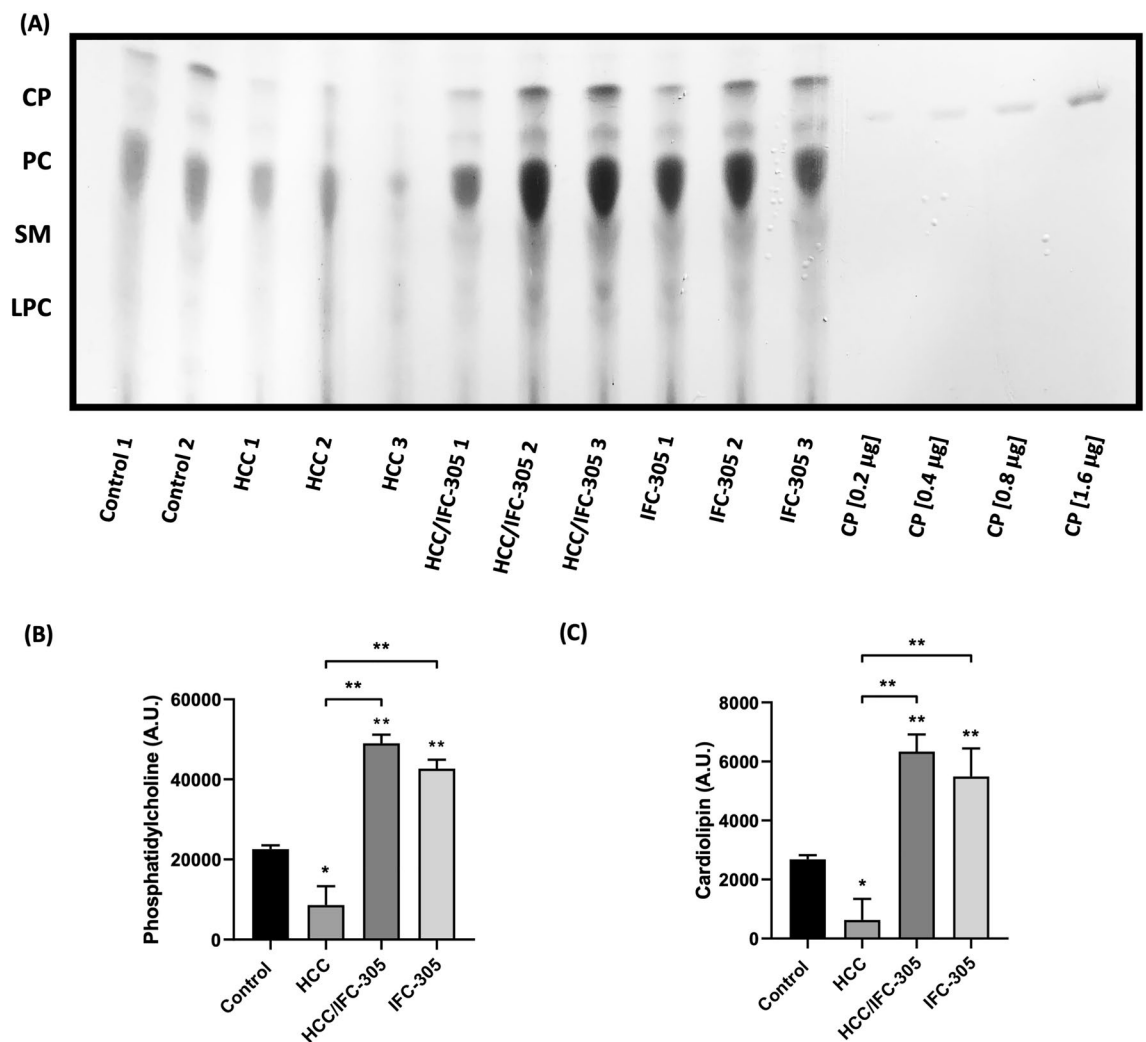 (A)
CP
PC
SM
LPC
Control 1
Control 2
HCC 1
HCC 2
HCC 3
HCC/IFC-305 1
HCC/IFC-305 2
HCC/IFC-305 3
IFC-305 1
IFC-305 2
IFC-305 3
CP [0.2 µg]
CP [0.4 µg]
CP [0.8 µg]
CP [1.6 µg]
(B)
**
**
**
**
*
Phosphatidylcholine (A.U.)
60000
40000
20000
0
Control
HCC
HCC/IFC-305
IFC-305
(C)
**
**
**
**
*
Cardiolipin (A.U.)
8000
6000
4000
2000
0
Control
HCC
HCC/IFC-305
IFC-305